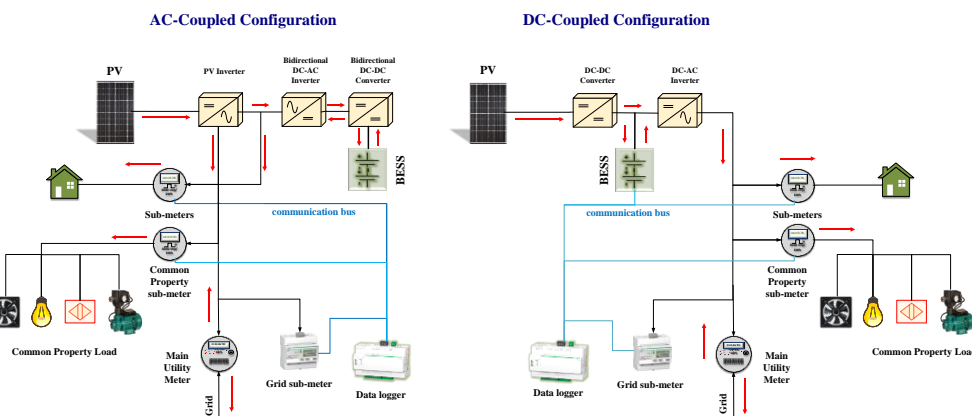 AC-Coupled Configuration
PV
PV Inverter
Bidirectional
DC-AC
Inverter
Bidirectional
DC-DC
Converter
BESS
Sub-meters
communication bus
Common
Property
sub-meter
Common Property Load
Main
Utility
Meter
Grid sub-meter
Data logger
Grid
DC-Coupled Configuration
PV
DC-DC
Converter
DC-AC
Inverter
BESS
communication bus
Sub-meters
Common
Property
sub-meter
Common Property Loa
Data logger
Grid sub-meter
Main
Utility
Meter
Grid